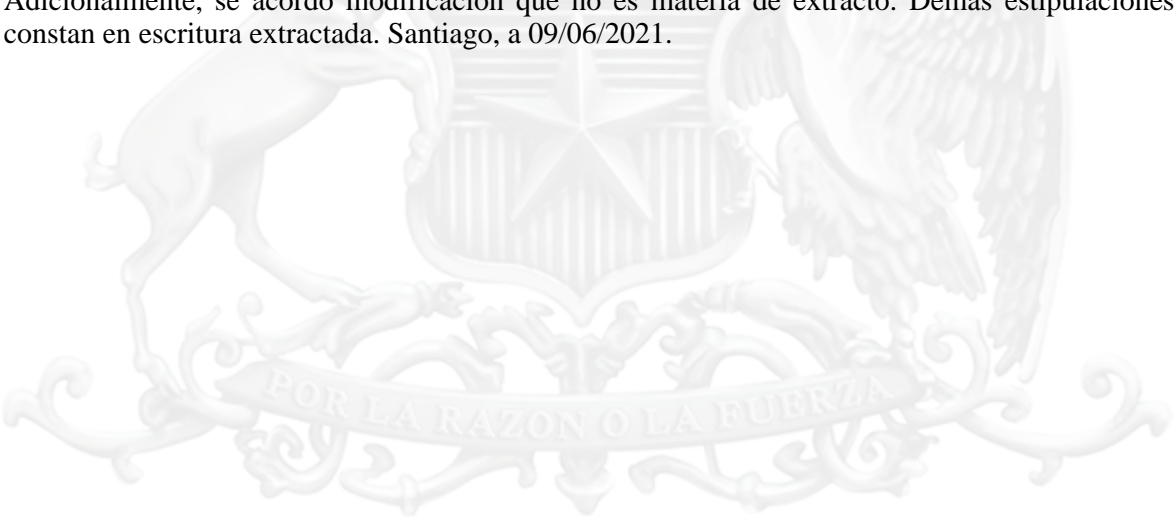 Adicionalmente, se acordó modificación que no es materia de extracto. Demás estipulaciones
constan en escritura extractada. Santiago, a 09/06/2021.
POR LA RAZON O LA FUERZA